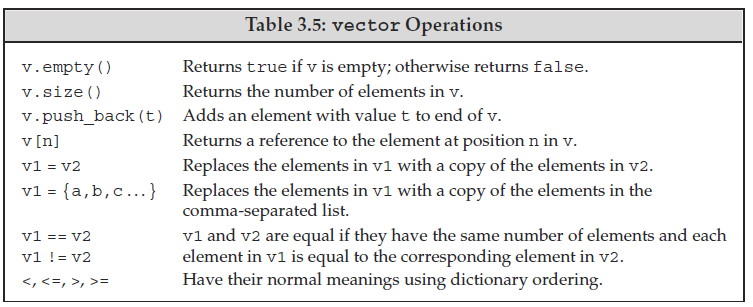 Table 3.5: vector Operations
v.empty() Returns true if v is empty; otherwise returns false.
v.size() Returns the number of elements in v.
v.push_back(t) Adds an element with value t to end of v.
v[n] Returns a reference to the element at position n in v.
v1 = v2 Replaces the elements in v1 with a copy of the elements in v2.
v1 = {a,b,c...} Replaces the elements in v1 with a copy of the elements in the
comma-separated list.
v1 == v2 v1 and v2 are equal if they have the same number of elements and each
v1 != v2 element in v1 is equal to the corresponding element in v2.
<, <=, >, >= Have their normal meanings using dictionary ordering.